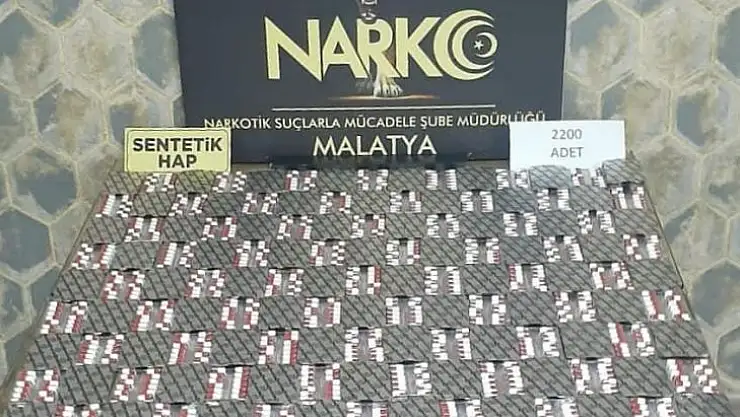 NARKO
NARKOTİK SUÇLARLA MÜCADELE ŞUBE MÜDÜRLÜĞÜ
MALATYA
SENTETİK
HAP
2200
ADET